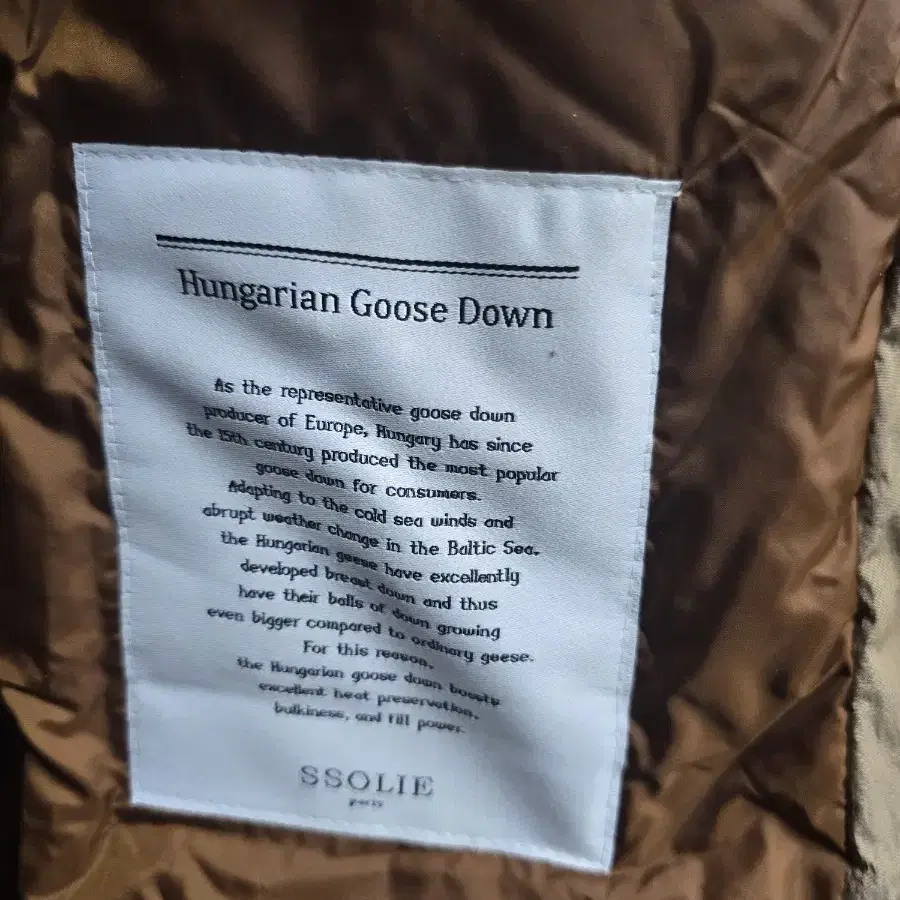 Hungarian Goose Down
As the representative goose down
producer of Europe, Hungary has since
the 15th century produced the most popular
goose down for consumers.
Adapting to the cold sea winds and
abrupt weather change in the Baltic Sea,
the Hungarian geese have excellently
developed breast down and thus
have their balls of down growing
even bigger compared to ordinary geese.
For this reason,
the Hungarian goose down boosts
excellent heat preservation,
bulkiness, and fill power.
SSOLIE
paris